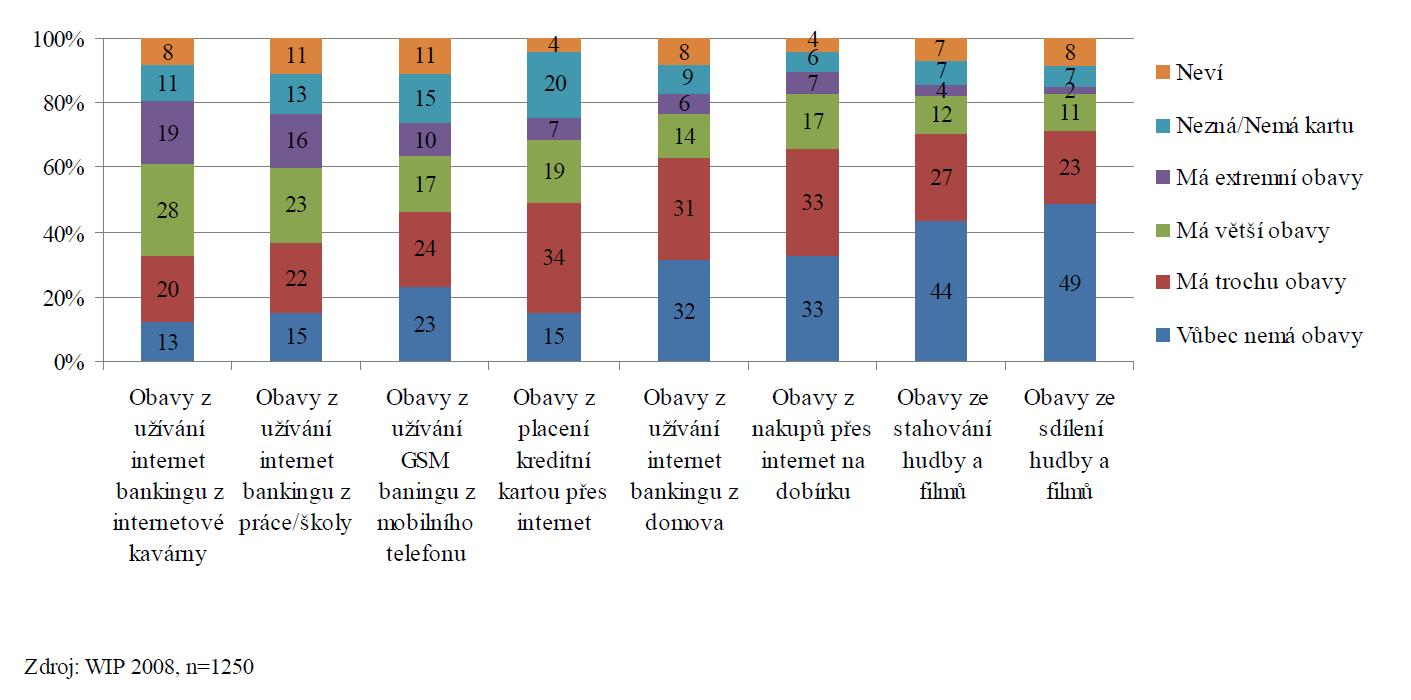 100%
80%
60%
40%
20%
0%
8
11
19
28
20
13
11
13
16
23
22
15
11
15
10
17
24
23
4
20
7
19
34
15
8
9
6
14
31
32
4
6
7
17
33
33
7
7
4
12
27
44
8
7
2
11
23
49
Obavy z
užívání
internet
bankingu z
internetové
kavárny
Obavy z
užívání
internet
bankingu z
práce/školy
Obavy z
užívání
GSM
baningu z
mobilního
telefonu
Obavy z
placení
kreditní
kartou přes
internet
Obavy z
užívání
internet
bankingu z
domova
Obavy z
nakupů přes
internet na
dobírku
Obavy ze
stahování
hudby a
filmů
Obavy ze
sdílení
hudby a
filmů
Neví
Nezná/Nemá kartu
Má extremní obavy
Má větší obavy
Má trochu obavy
Vůbec nemá obavy
Zdroj: WIP 2008, n=1250